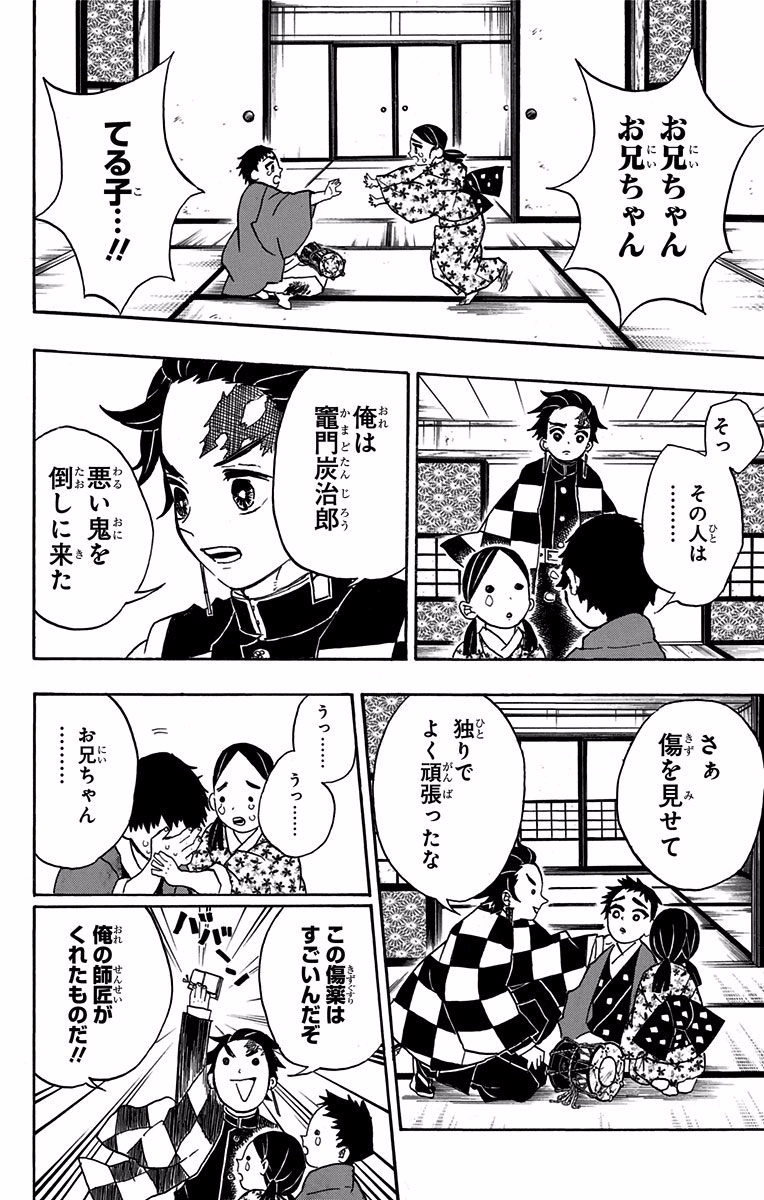 お兄ちゃん
お兄ちゃん
てる子…!!
そっ
その人は
………
俺は
竈門炭治郎
悪い鬼を
倒しに来た
さぁ
傷を見せて
独りで
よく頑張ったな
うっ……
うっ……
お兄ちゃん
………
この傷薬は
すごいんだぞ
俺の師匠が
くれたものだ!!
バババッ